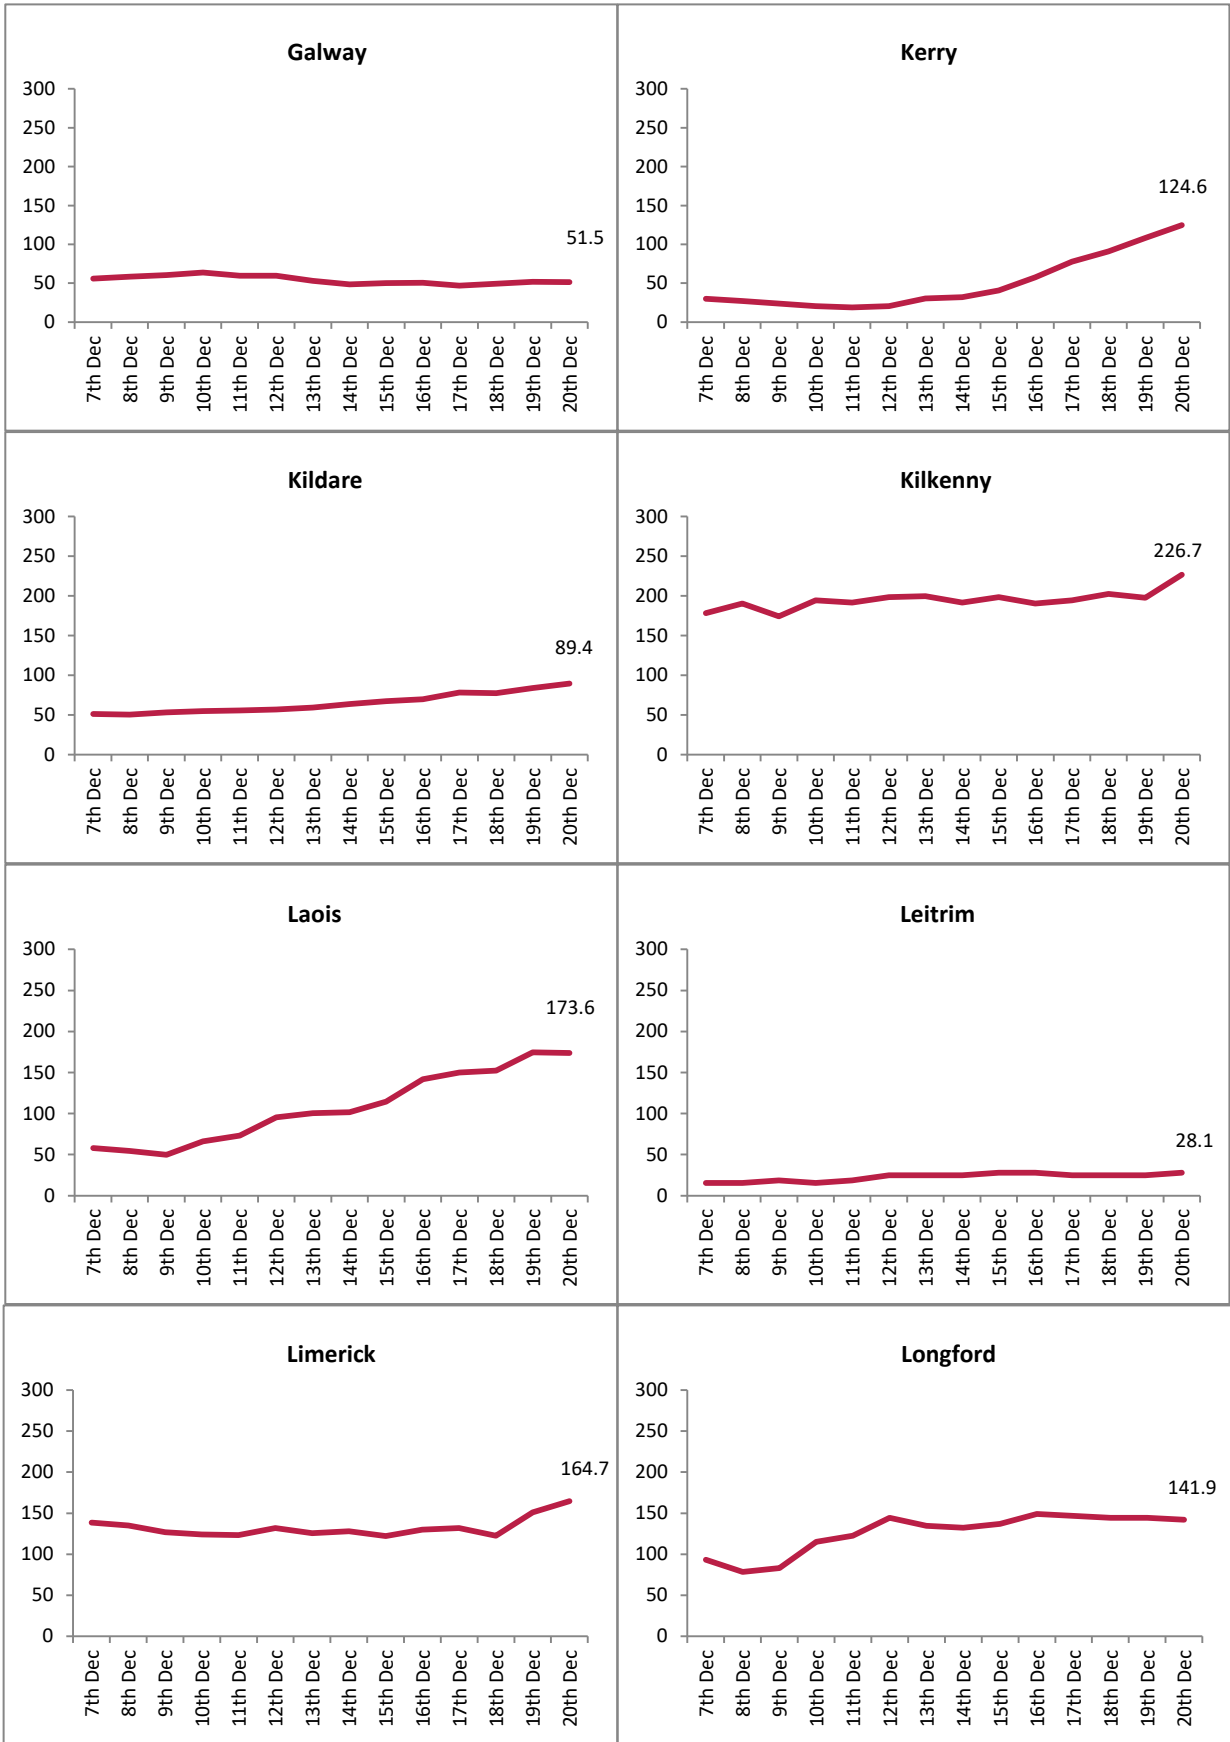 Galway
300
250
200
150
100
50
0
51.5
7th Dec
8th Dec
9th Dec
10th Dec
11th Dec
12th Dec
13th Dec
14th Dec
15th Dec
16th Dec
17th Dec
18th Dec
19th Dec
20th Dec
Kerry
300
250
200
150
100
50
0
124.6
7th Dec
8th Dec
9th Dec
10th Dec
11th Dec
12th Dec
13th Dec
14th Dec
15th Dec
16th Dec
17th Dec
18th Dec
19th Dec
20th Dec
Kildare
300
250
200
150
100
50
0
89.4
7th Dec
8th Dec
9th Dec
10th Dec
11th Dec
12th Dec
13th Dec
14th Dec
15th Dec
16th Dec
17th Dec
18th Dec
19th Dec
20th Dec
Kilkenny
300
250
200
150
100
50
0
226.7
7th Dec
8th Dec
9th Dec
10th Dec
11th Dec
12th Dec
13th Dec
14th Dec
15th Dec
16th Dec
17th Dec
18th Dec
19th Dec
20th Dec
Laois
300
250
200
150
100
50
0
173.6
7th Dec
8th Dec
9th Dec
10th Dec
11th Dec
12th Dec
13th Dec
14th Dec
15th Dec
16th Dec
17th Dec
18th Dec
19th Dec
20th Dec
Leitrim
300
250
200
150
100
50
0
28.1
7th Dec
8th Dec
9th Dec
10th Dec
11th Dec
12th Dec
13th Dec
14th Dec
15th Dec
16th Dec
17th Dec
18th Dec
19th Dec
20th Dec
Limerick
300
250
200
150
100
50
0
164.7
7th Dec
8th Dec
9th Dec
10th Dec
11th Dec
12th Dec
13th Dec
14th Dec
15th Dec
16th Dec
17th Dec
18th Dec
19th Dec
20th Dec
Longford
300
250
200
150
100
50
0
141.9
7th Dec
8th Dec
9th Dec
10th Dec
11th Dec
12th Dec
13th Dec
14th Dec
15th Dec
16th Dec
17th Dec
18th Dec
19th Dec
20th Dec